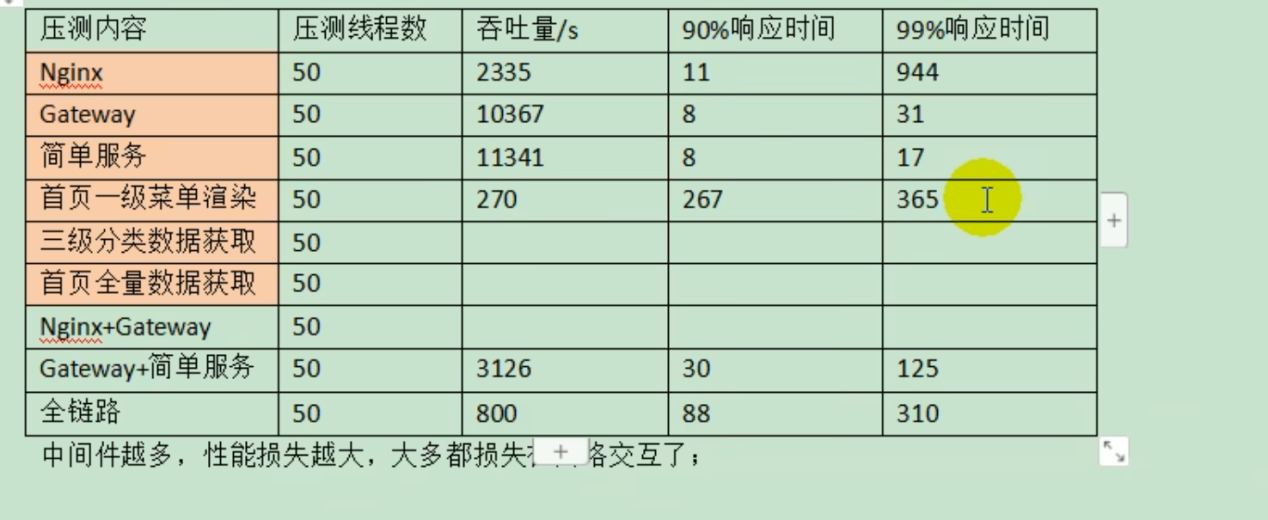 压测内容 压测线程数 吞吐量/s 90%响应时间 99%响应时间
Nginx 50 2335 11 944
Gateway 50 10367 8 31
简单服务 50 11341 8 17
首页一级菜单渲染 50 270 267 365
三级分类数据获取 50
首页全量数据获取 50
Nginx+Gateway 50
Gateway+简单服务 50 3126 30 125
全链路 50 800 88 310
中间件越多，性能损失越大，大多都损失 交互了；